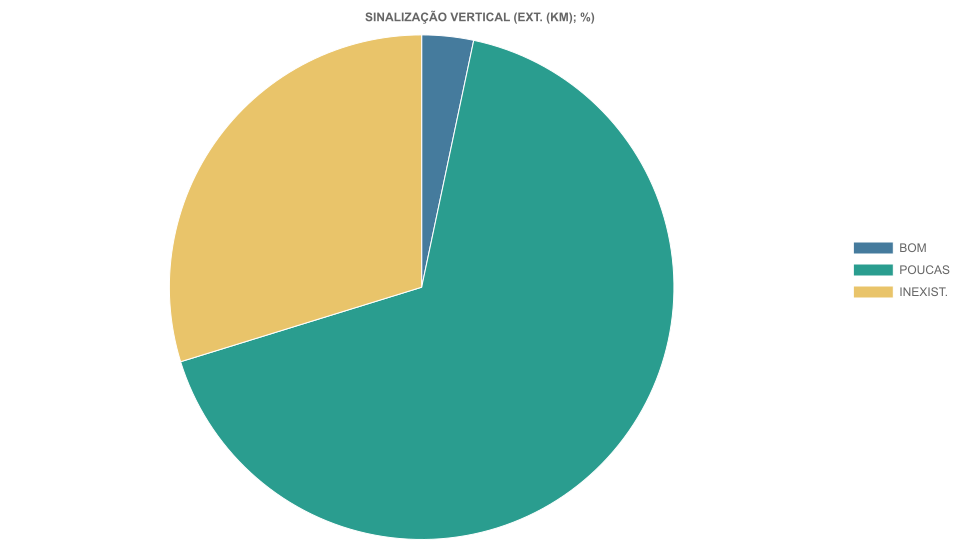 SINALIZAÇÃO VERTICAL (EXT. (KM); %)
BOM
POUCAS
INEXIST.